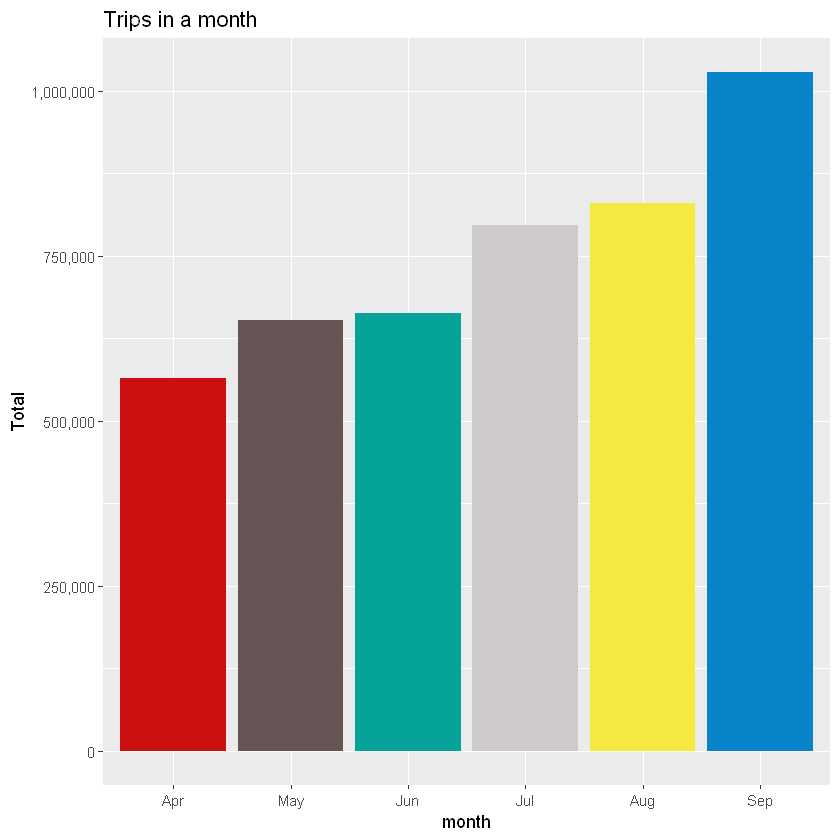 Trips in a month
1,000,000
750,000
500,000
250,000
0
Total
Apr May Jun Jul Aug Sep
month